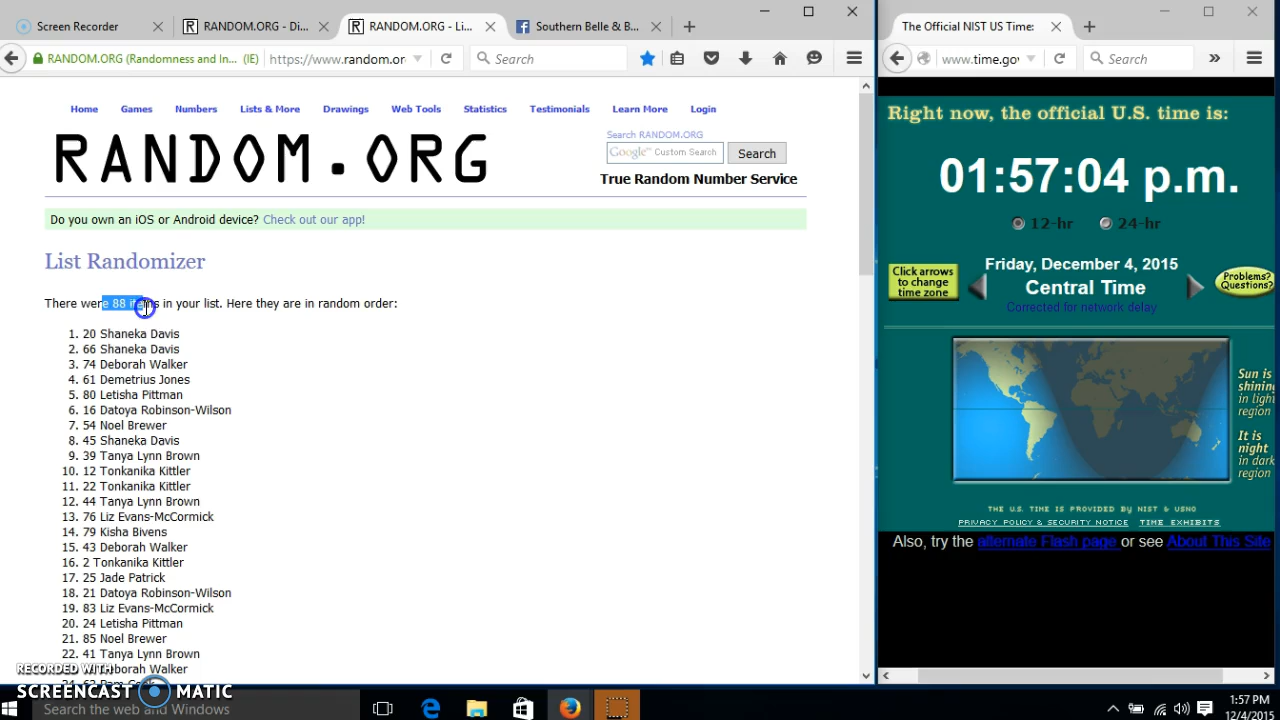 Screen Recorder
RANDOM.ORG - Di...
RANDOM.ORG - Li...
Southern Belle & B...
RANDOM.ORG (Randomness and In... (IE)
https://www.random.or
Search
Home Games Numbers Lists & More Drawings Web Tools Statistics Testimonials Learn More Login
RANDOM.ORG
Search RANDOM.ORG
Google™ Custom Search
Search
True Random Number Service
Do you own an iOS or Android device? Check out our app!
List Randomizer
There were 88 items in your list. Here they are in random order:
1. 20 Shaneka Davis
2. 66 Shaneka Davis
3. 74 Deborah Walker
4. 61 Demetrius Jones
5. 80 Letisha Pittman
6. 16 Datoya Robinson-Wilson
7. 54 Noel Brewer
8. 45 Shaneka Davis
9. 39 Tanya Lynn Brown
10. 12 Tonkanika Kittler
11. 22 Tonkanika Kittler
12. 44 Tanya Lynn Brown
13. 76 Liz Evans-McCormick
14. 79 Kisha Bivens
15. 43 Deborah Walker
16. 2 Tonkanika Kittler
17. 25 Jade Patrick
18. 21 Datoya Robinson-Wilson
19. 83 Liz Evans-McCormick
20. 24 Letisha Pittman
21. 85 Noel Brewer
22. 41 Tanya Lynn Brown
Walker
RECORDED WITH
SCREENCAST MATIC
Search the web and Windows
The Official NIST US Time:
www.time.gov
Search
Right now, the official U.S. time is:
01:57:04 p.m.
12-hr 24-hr
Click arrows
to change
time zone
Friday, December 4, 2015
Central Time
Corrected for network delay
Problems?
Questions?
Sun is
shining
in light
region
It is
night
in dark
region
THE U.S. TIME IS PROVIDED BY NIST & USNO
PRIVACY POLICY & SECURITY NOTICE TIME EXHIBITS
Also, try the alternate Flash page or see About This Site
1:57 PM
12/4/2015